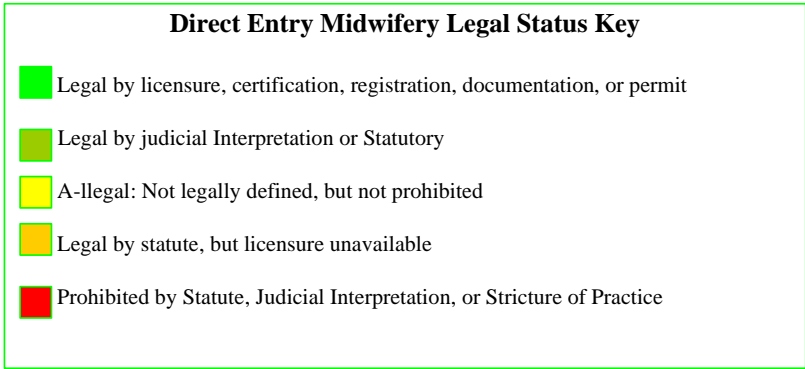 Direct Entry Midwifery Legal Status Key
Legal by licensure, certification, registration, documentation, or permit
Legal by judicial Interpretation or Statutory
A-llegal: Not legally defined, but not prohibited
Legal by statute, but licensure unavailable
Prohibited by Statute, Judicial Interpretation, or Stricture of Practice